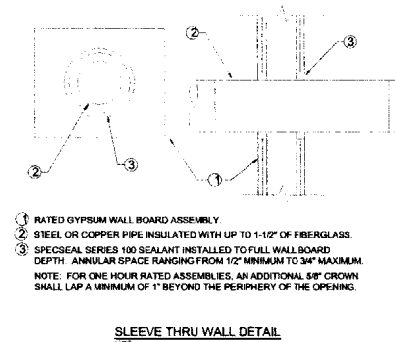 2
3
2
3
1
1 RATED GYPSUM WALL BOARD ASSEMBLY.
2 STEEL OR COPPER PIPE INSULATED WITH UP TO 1-1/2" OF FIBERGLASS.
3 SPECSEAL SERIES 100 SEALANT INSTALLED TO FULL WALLBOARD
DEPTH. ANNULAR SPACE RANGING FROM 1/2" MINIMUM TO 3/4" MAXIMUM.
NOTE: FOR ONE HOUR RATED ASSEMBLIES, AN ADDITIONAL 5/8" CROWN
SHALL LAP A MINIMUM OF 1" BEYOND THE PERIPHERY OF THE OPENING.
SLEEVE THRU WALL DETAIL